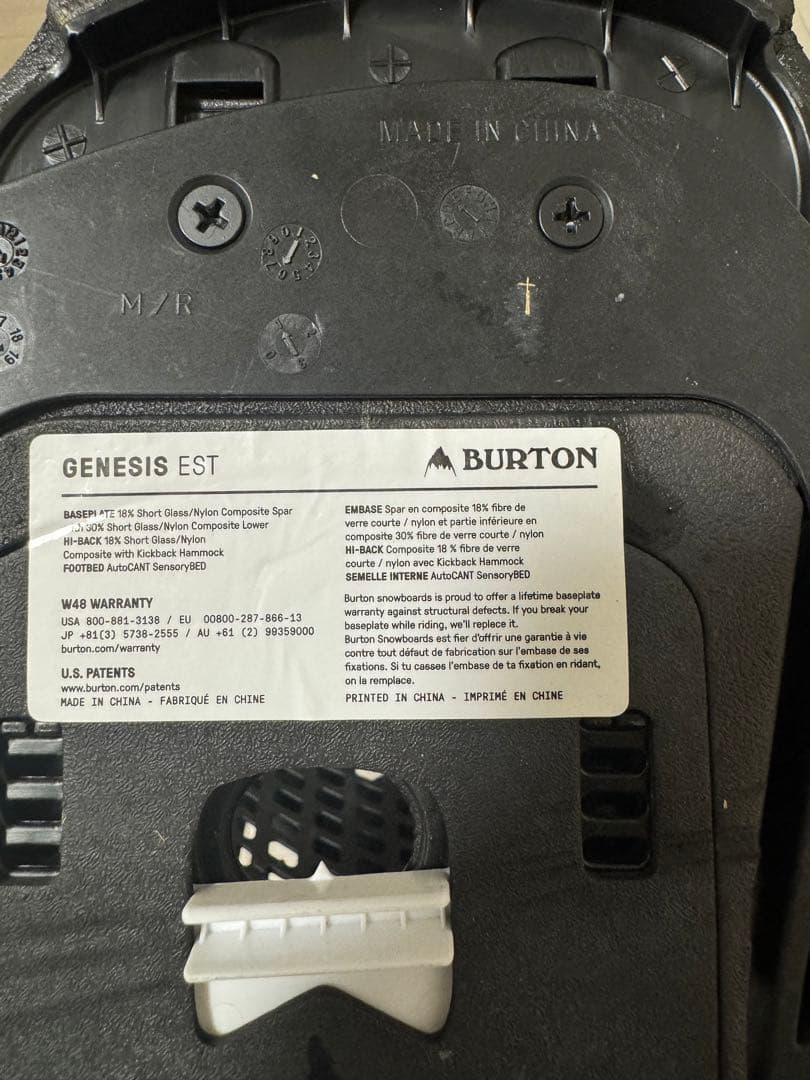 MADE IN CHINA
M/R
GENESIS EST
BURTON
BASEPLATE 18% Short Glass/Nylon Composite Spar
30% Short Glass/Nylon Composite Lower
HI-BACK 18% Short Glass/Nylon
Composite with Kickback Hammock
FOOTBED AutoCANT SensoryBED
W48 WARRANTY
USA 800-881-3138 / EU 00800-287-866-13
JP +81(3) 5738-2555 / AU +61 (2) 99359000
burton.com/warranty
U.S. PATENTS
www.burton.com/patents
MADE IN CHINA - FABRIQUÉ EN CHINE
EMBASE Spar en composite 18% fibre de
verre courte / nylon et partie inférieure en
composite 30% fibre de verre courte / nylon
HI-BACK Composite 18 % fibre de verre
courte / nylon avec Kickback Hammock
SEMELLE INTERNE AutoCANT SensoryBED
Burton snowboards is proud to offer a lifetime baseplate
warranty against structural defects. If you break your
baseplate while riding, we'll replace it.
Burton Snowboards est fier d'offrir une garantie à vie
contre tout défaut de fabrication sur l'embase de ses
fixations. Si tu casses l'embase de ta fixation en ridant,
on la remplace.
PRINTED IN CHINA - IMPRIMÉ EN CHINE